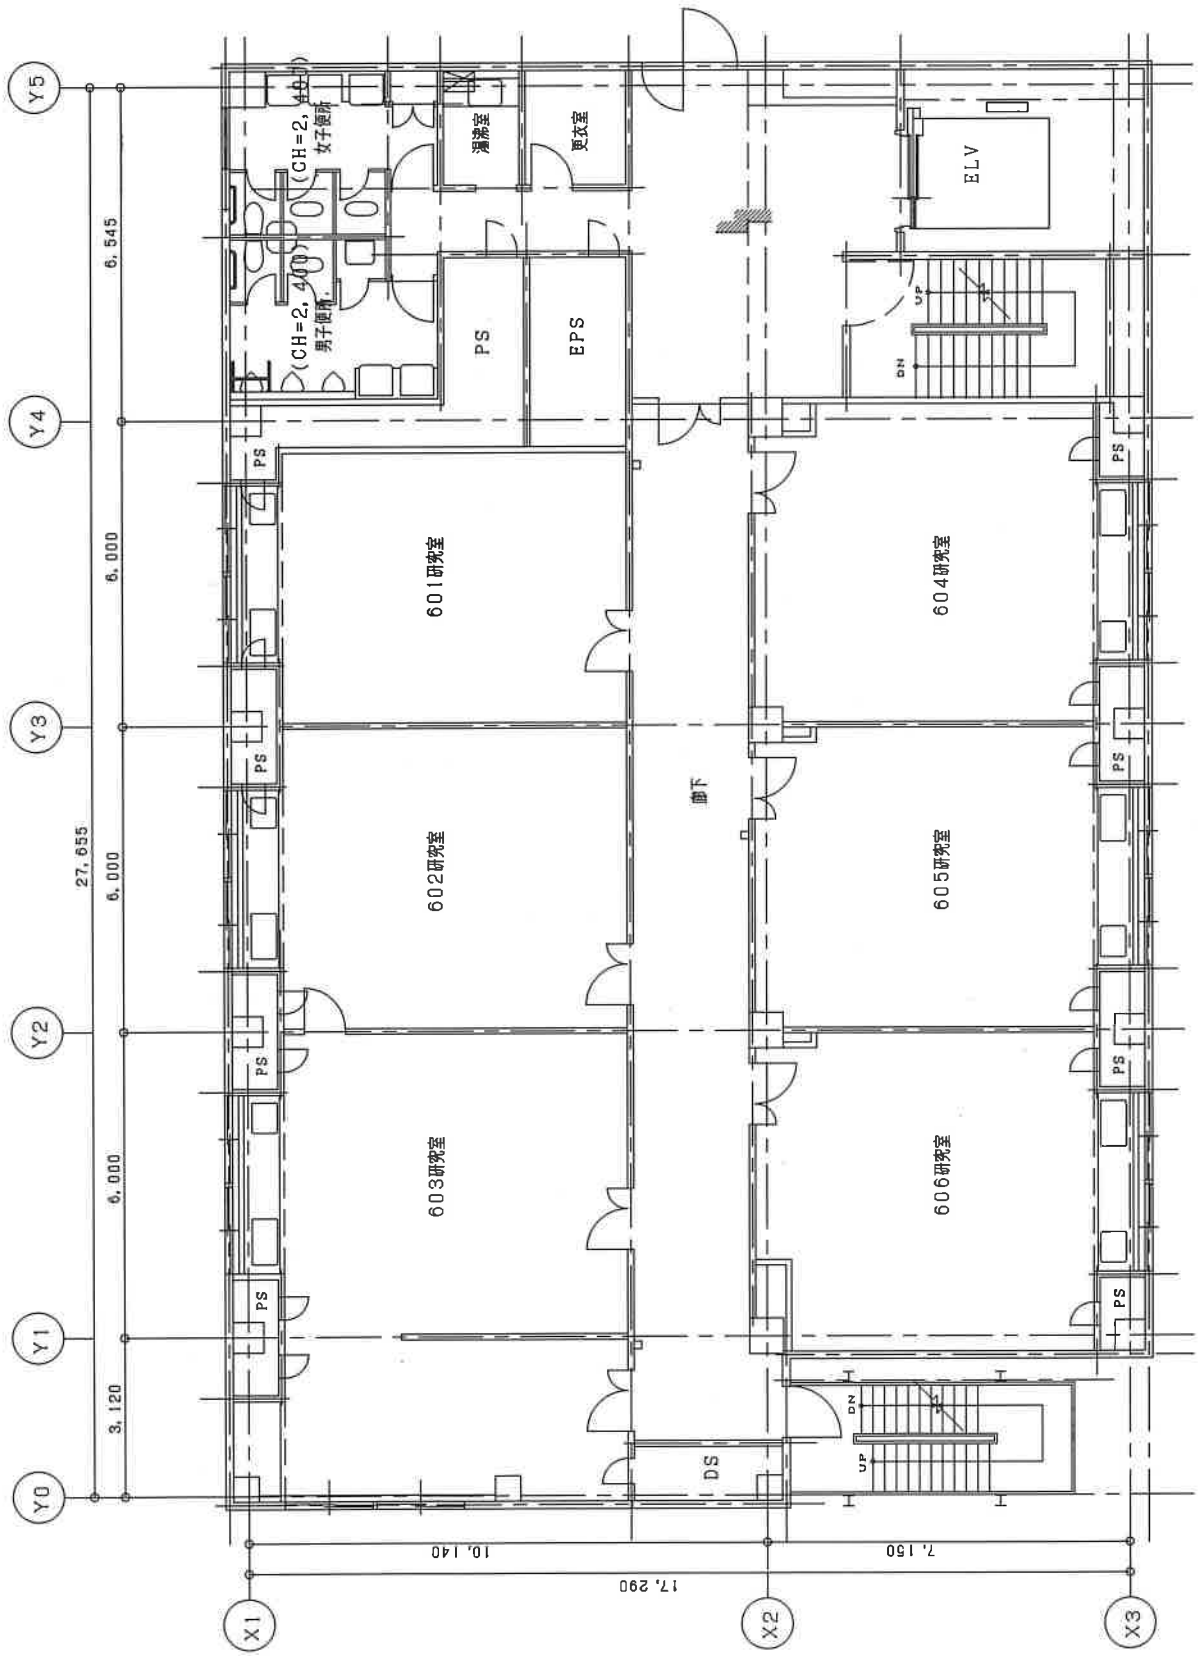 Y0
Y1
Y2
Y3
Y4
Y5
27,655
3,120
6,000
6,000
6,000
6,545
X1
X2
X3
10,140
7,150
17,290
PS
PS
PS
PS
(CH=2,400)
男子便所
(CH=2,400)
女子便所
603研究室
602研究室
601研究室
PS
EPS
湯沸室
更衣室
廊下
DS
606研究室
605研究室
604研究室
UP
DN
DN
UP
ELV
PS
PS
PS
PS